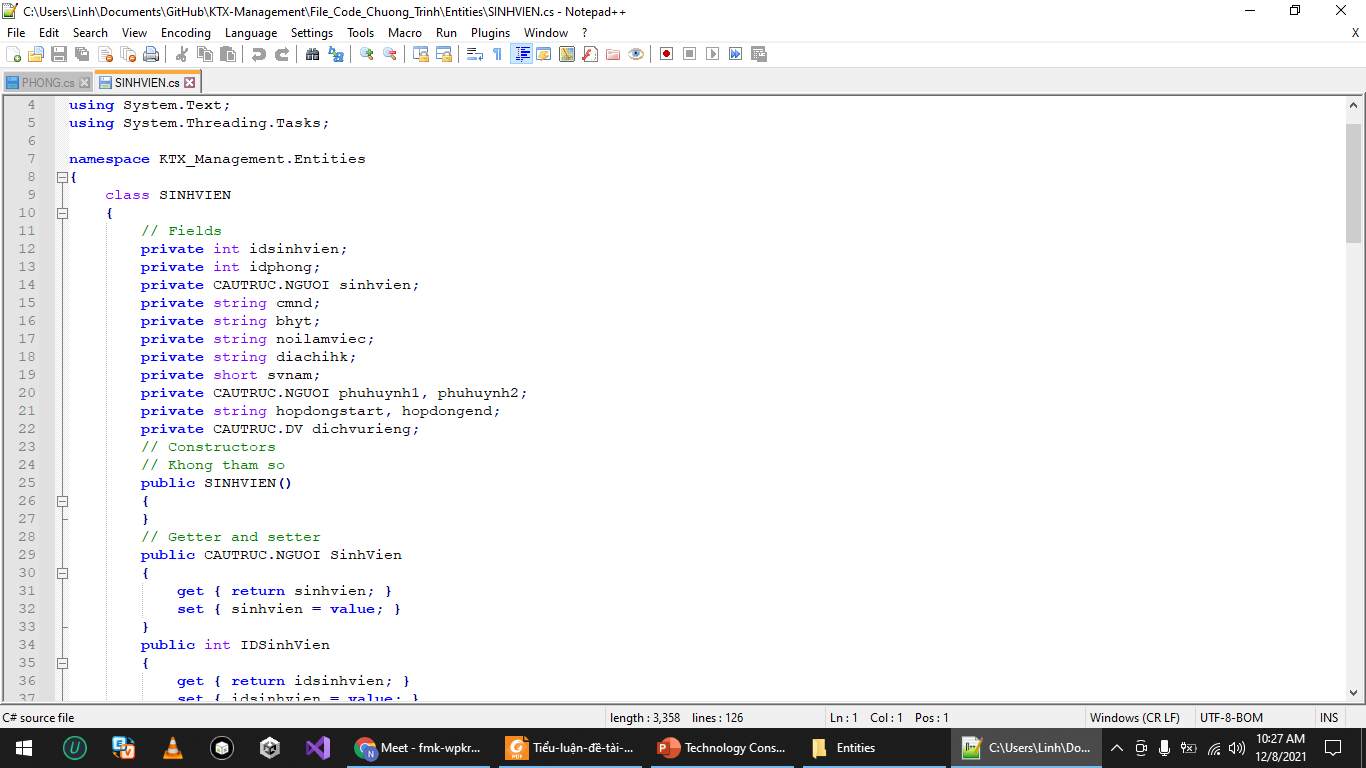 C:\Users\Linh\Documents\GitHub\KTX-Management\File_Code_Chuong_Trinh\Entities\SINHVIEN.cs - Notepad++
File Edit Search View Encoding Language Settings Tools Macro Run Plugins Window ? X
PHONG.cs SINHVIEN.cs
4 using System.Text;
5 using System.Threading.Tasks;
6
7 namespace KTX_Management.Entities
8 {
9 class SINHVIEN
10 {
11 // Fields
12 private int idsinhvien;
13 private int idphong;
14 private CAUTRUC.NGUOI sinhvien;
15 private string cmnd;
16 private string bhyt;
17 private string noilamviec;
18 private string diachihk;
19 private short svnam;
20 private CAUTRUC.NGUOI phuhuynh1, phuhuynh2;
21 private string hopdongstart, hopdongend;
22 private CAUTRUC.DV dichvurieng;
23 // Constructors
24 // Khong tham so
25 public SINHVIEN()
26 {
27 }
28 // Getter and setter
29 public CAUTRUC.NGUOI SinhVien
30 {
31 get { return sinhvien; }
32 set { sinhvien = value; }
33 }
34 public int IDSinhVien
35 {
36 get { return idsinhvien; }
37 set { idsinhvien = value; }
C# source file length : 3,358 lines : 126 Ln : 1 Col : 1 Pos : 1 Windows (CR LF) UTF-8-BOM INS
Meet - fmk-wpkr... Tiểu-luận-đề-tài-... Technology Cons... Entities C:\Users\Linh\Do...
10:27 AM
12/8/2021